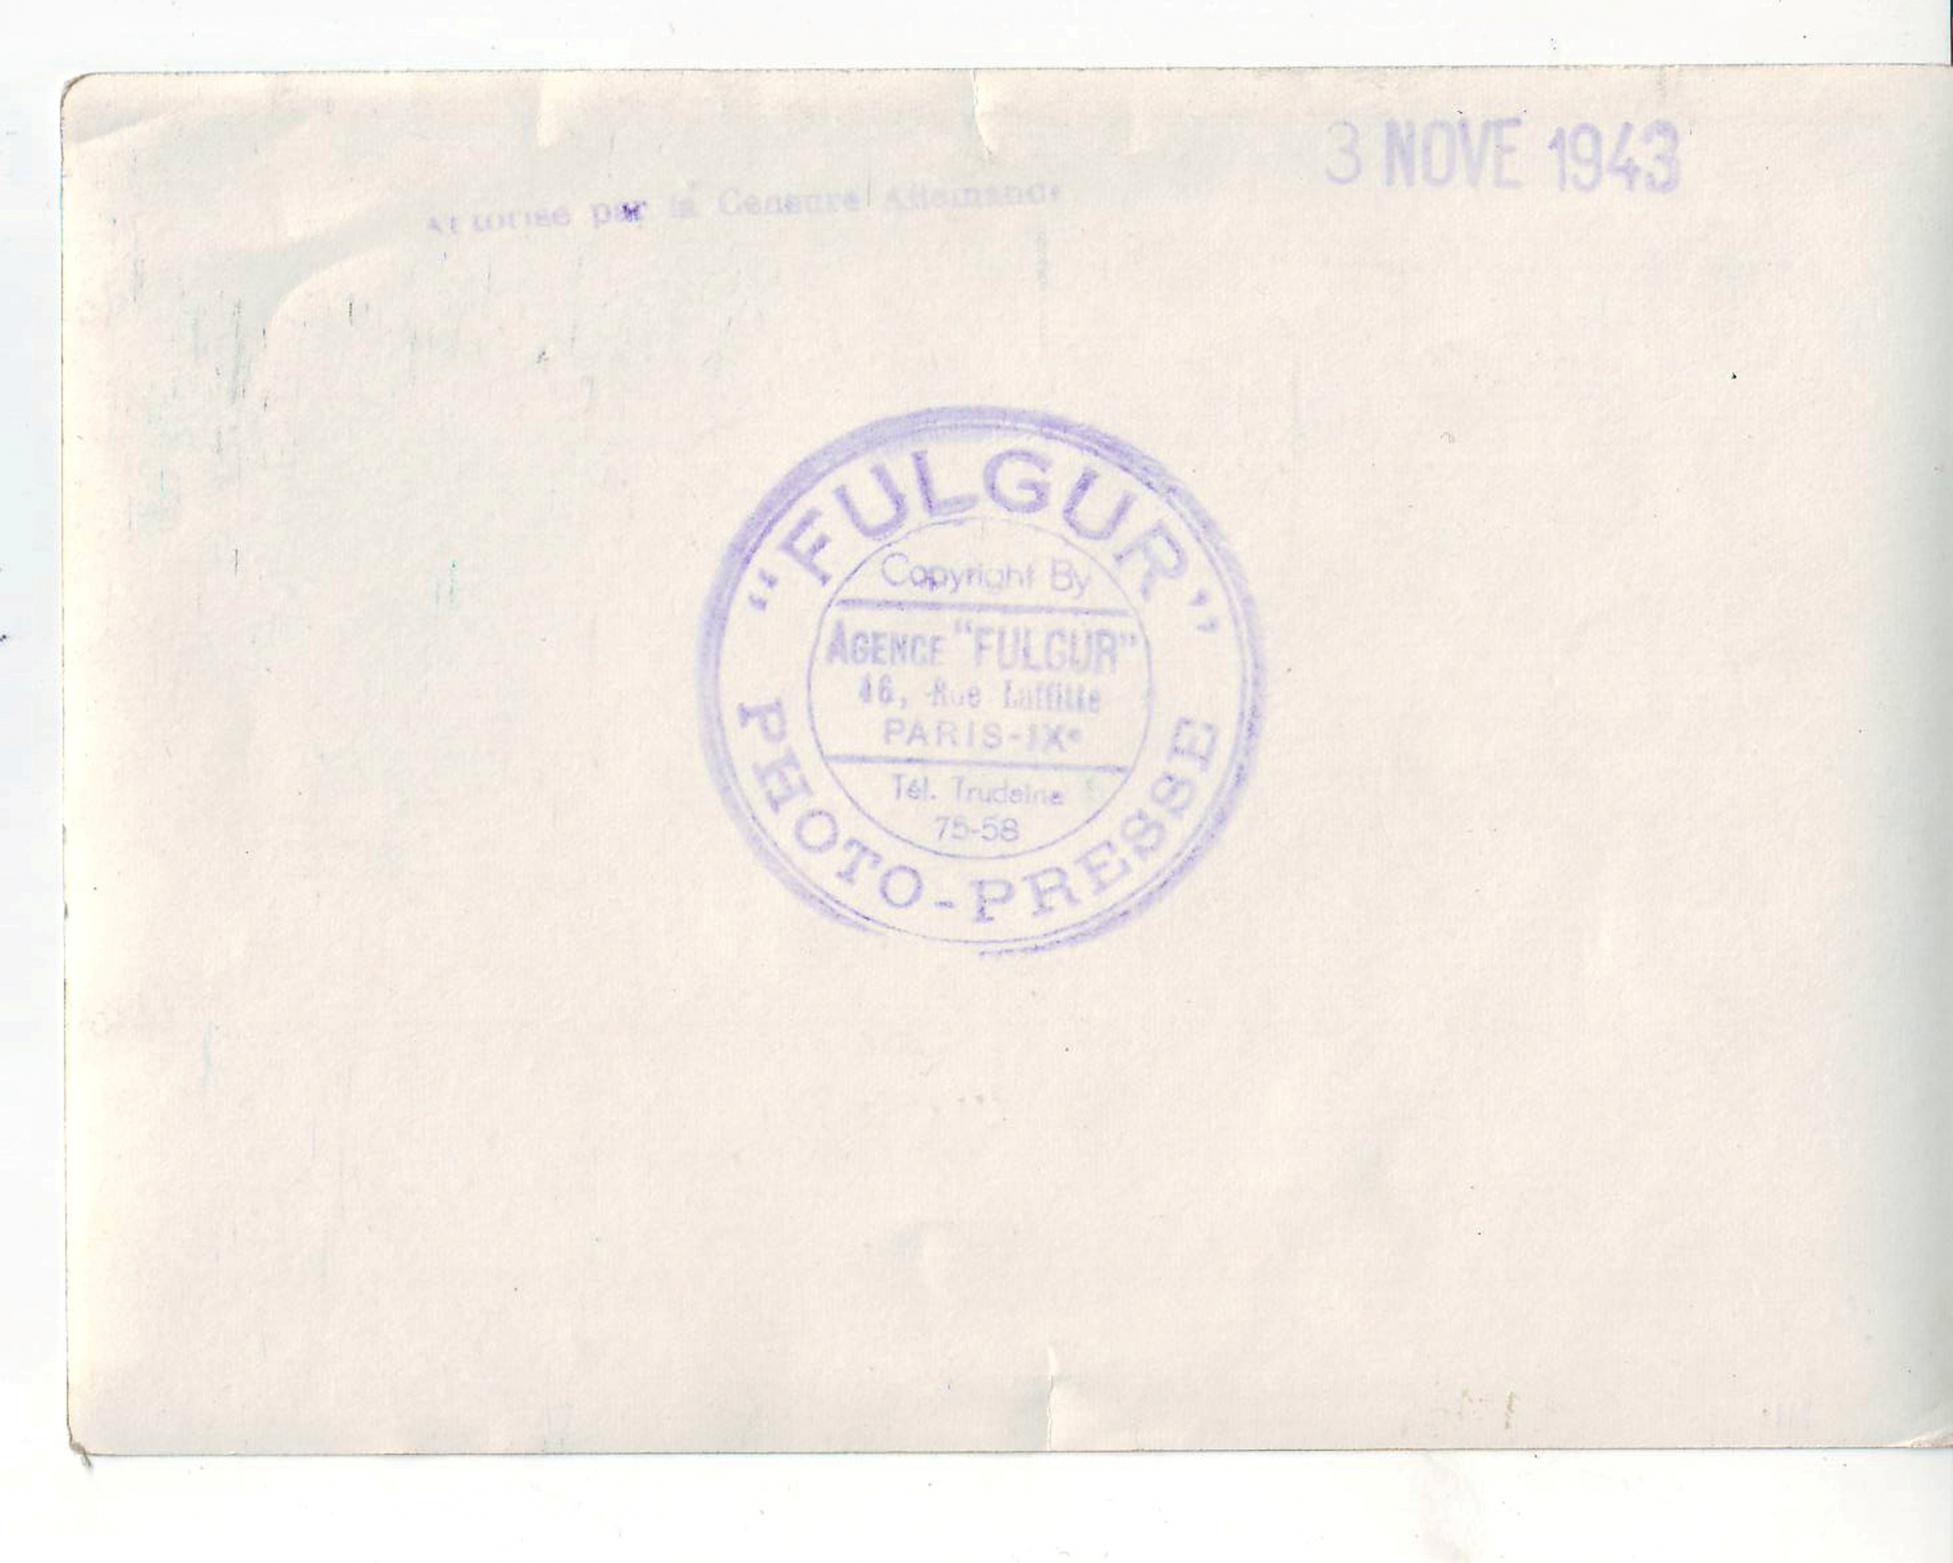 3 NOVE 1943
par la Censure Allemande
"FULGUR"
Copyright By
AGENCE "FULGUR"
46, Rue Laffitte
PARIS-IXe
Tél. Trudaine
75-58
PHOTO-PRESSE